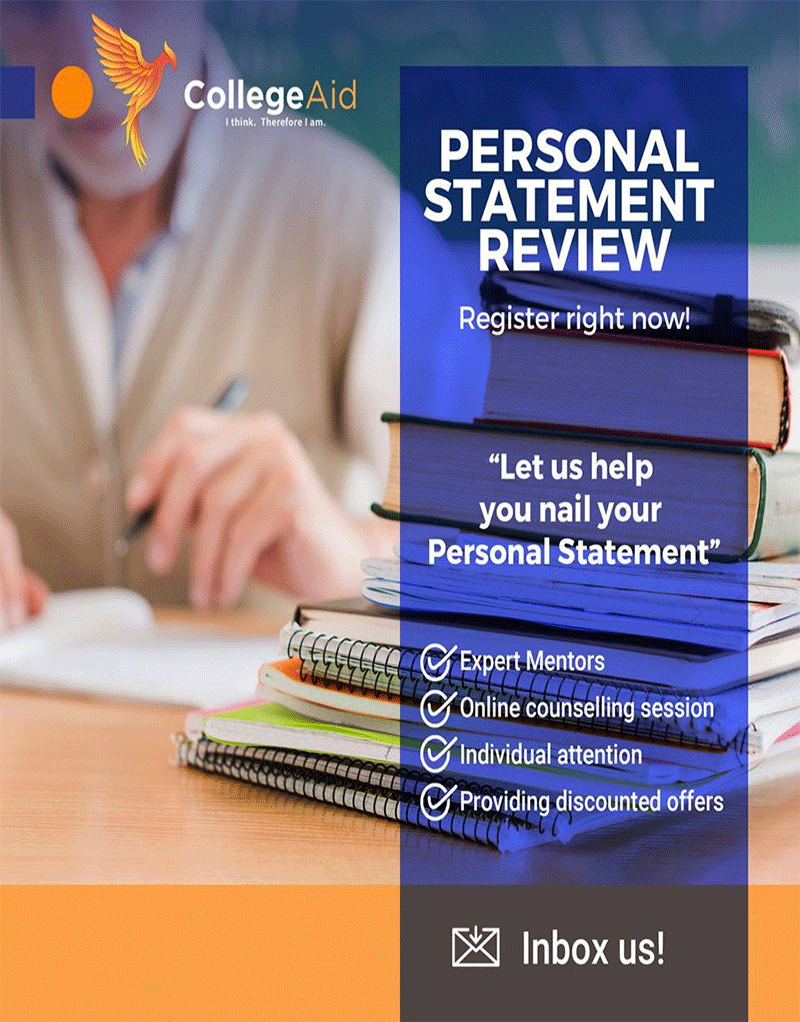 CollegeAid
I think. Therefore I am.
PERSONAL
STATEMENT
REVIEW
Register right now!
“Let us help
you nail your
Personal Statement”
Expert Mentors
Online counselling session
Individual attention
Providing discounted offers
Inbox us!